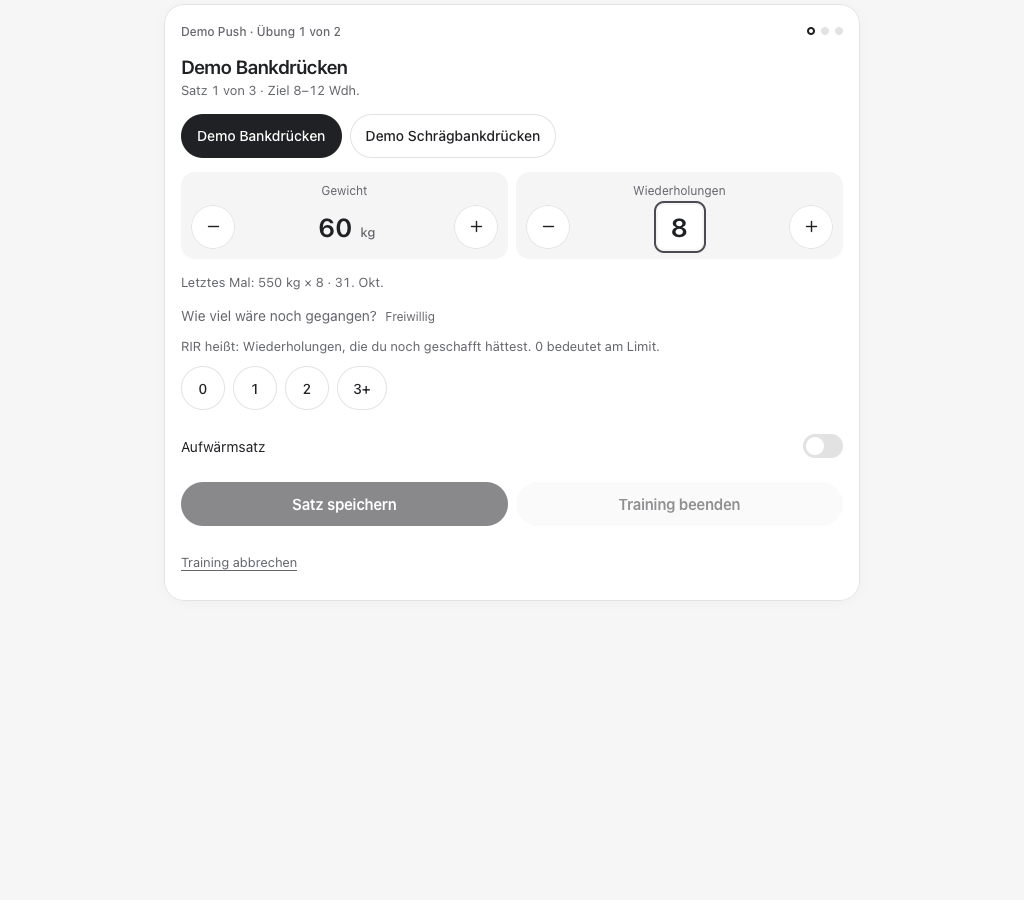 Demo Push · Übung 1 von 2
Demo Bankdrücken
Satz 1 von 3 · Ziel 8–12 Wdh.
Demo Bankdrücken
Demo Schrägbankdrücken
Gewicht
− 60 kg +
Wiederholungen
− 8 +
Letztes Mal: 550 kg × 8 · 31. Okt.
Wie viel wäre noch gegangen? Freiwillig
RIR heißt: Wiederholungen, die du noch geschafft hättest. 0 bedeutet am Limit.
0 1 2 3+
Aufwärmsatz
Satz speichern
Training beenden
Training abbrechen